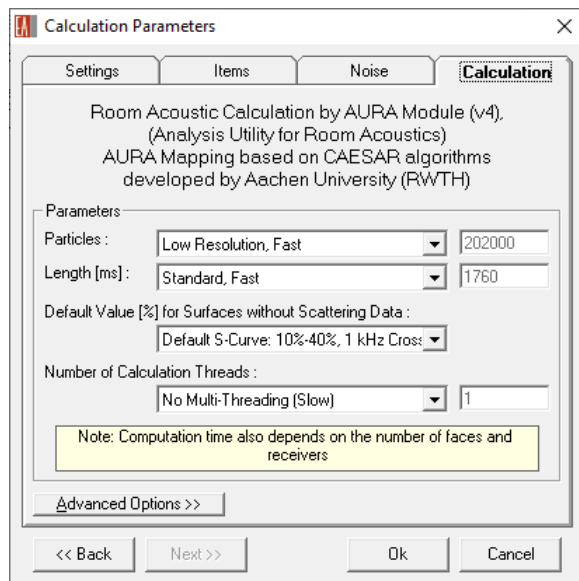 EA Calculation Parameters
Settings Items Noise Calculation
Room Acoustic Calculation by AURA Module (v4),
(Analysis Utility for Room Acoustics)
AURA Mapping based on CAESAR algorithms
developed by Aachen University (RWTH)
Parameters
Particles : Low Resolution, Fast 202000
Length [ms] : Standard, Fast 1760
Default Value [%] for Surfaces without Scattering Data :
Default S-Curve: 10%-40%, 1 kHz Cross
Number of Calculation Threads :
No Multi-Threading (Slow) 1
Note: Computation time also depends on the number of faces and
receivers
Advanced Options >>
<< Back Next >> Ok Cancel